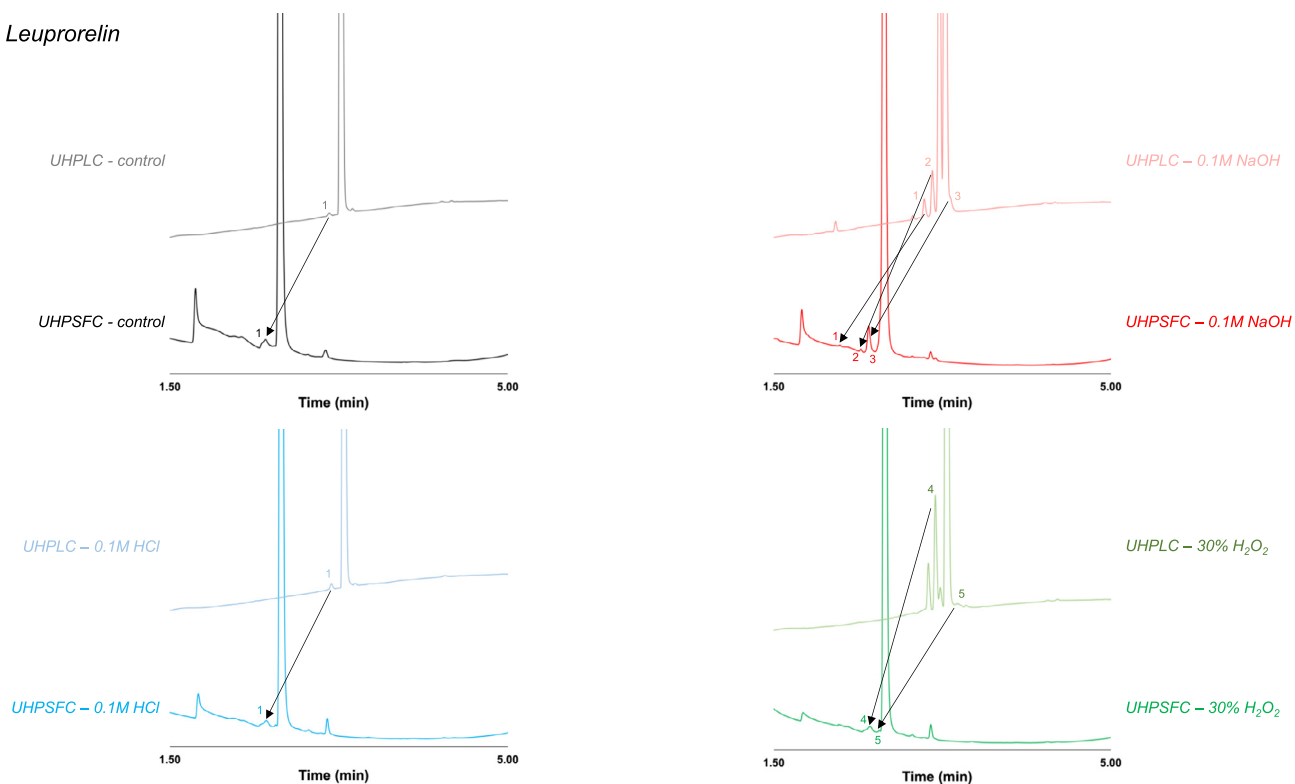 Leuprorelin
UHPLC - control
1
UHPSFC - control
1
1.50
5.00
Time (min)
UHPLC – 0.1M NaOH
2
1
3
UHPSFC – 0.1M NaOH
1
2
3
1.50
5.00
Time (min)
UHPLC – 0.1M HCl
1
UHPSFC – 0.1M HCl
1
1.50
5.00
Time (min)
4
UHPLC – 30% H₂O₂
5
UHPSFC – 30% H₂O₂
4
5
1.50
5.00
Time (min)